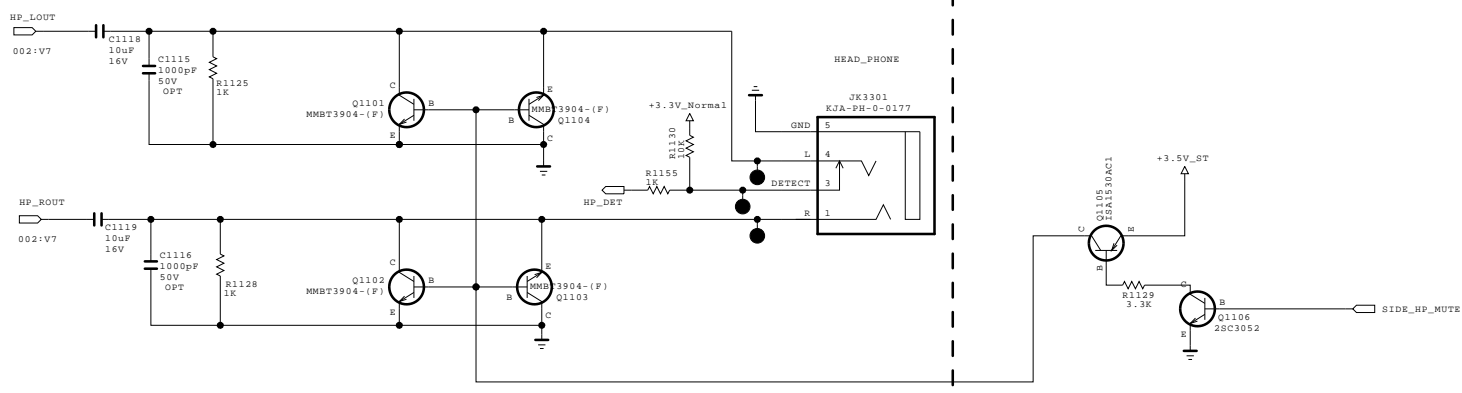 HP_LOUT
002:V7
C1118
10uF
16V
C1115
1000pF
50V
OPT
R1125
1K
C
Q1101
MMBT3904-(F)
B
E
E
MMBT3904-(F)
B
Q1104
C
+3.3V_Normal
R1130
10K
R1155
1K
HP_DET
HEAD_PHONE
JK3301
KJA-PH-0-0177
GND
5
L
4
DETECT
3
R
1
HP_ROUT
002:V7
C1119
10uF
16V
C1116
1000pF
50V
OPT
R1128
1K
C
Q1102
MMBT3904-(F)
B
E
E
MMBT3904-(F)
B
Q1103
C
Q1105
ISA1530AC1
C
E
B
+3.5V_ST
R1129
3.3K
C
B
Q1106
2SC3052
E
SIDE_HP_MUTE